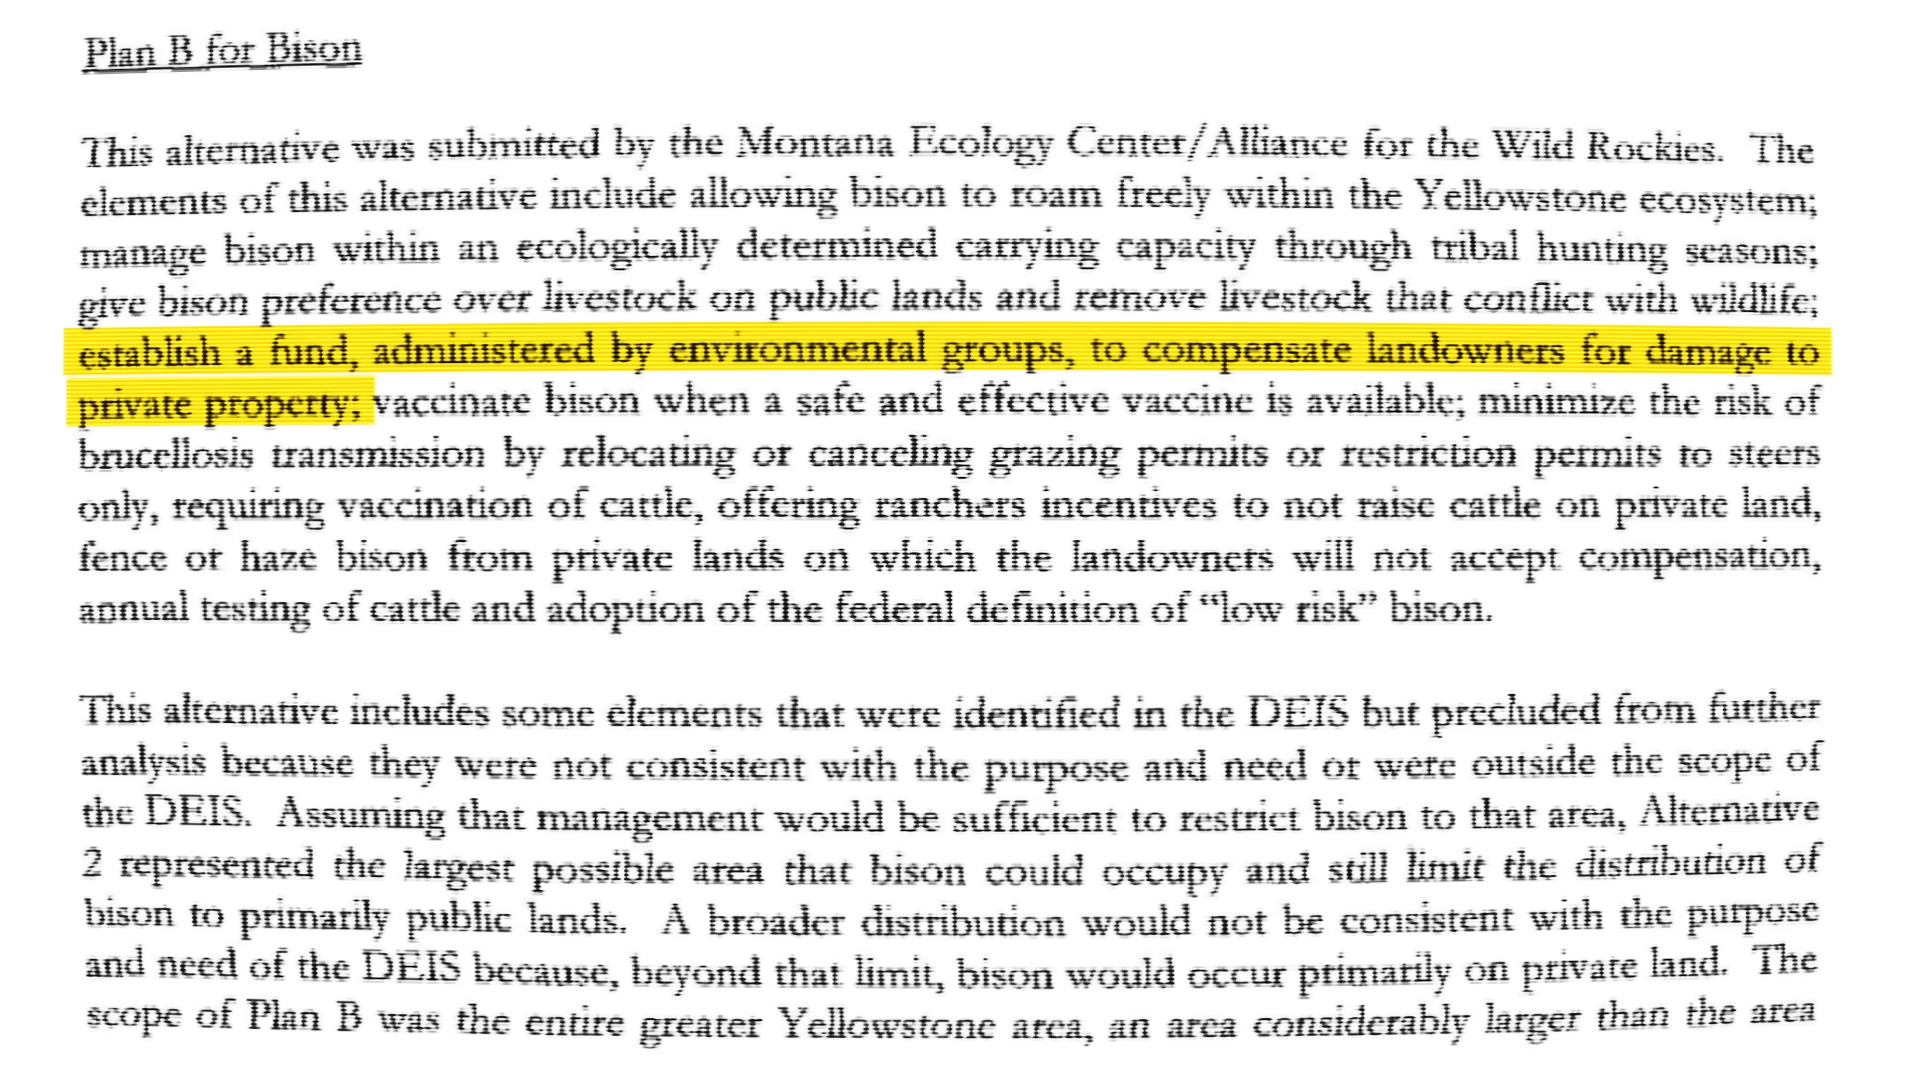 Plan B for Bison
This alternative was submitted by the Montana Ecology Center/Alliance for the Wild Rockies. The
elements of this alternative include allowing bison to roam freely within the Yellowstone ecosystem;
manage bison within an ecologically determined carrying capacity through tribal hunting seasons;
give bison preference over livestock on public lands and remove livestock that conflict with wildlife;
establish a fund, administered by environmental groups, to compensate landowners for damage to
private property; vaccinate bison when a safe and effective vaccine is available; minimize the risk of
brucellosis transmission by relocating or canceling grazing permits or restriction permits to steers
only, requiring vaccination of cattle, offering ranchers incentives to not raise cattle on private land,
fence or haze bison from private lands on which the landowners will not accept compensation,
annual testing of cattle and adoption of the federal definition of “low risk” bison.
This alternative includes some elements that were identified in the DEIS but precluded from further
analysis because they were not consistent with the purpose and need or were outside the scope of
the DEIS. Assuming that management would be sufficient to restrict bison to that area, Alternative
2 represented the largest possible area that bison could occupy and still limit the distribution of
bison to primarily public lands. A broader distribution would not be consistent with the purpose
and need of the DEIS because, beyond that limit, bison would occur primarily on private land. The
scope of Plan B was the entire greater Yellowstone area, an area considerably larger than the area